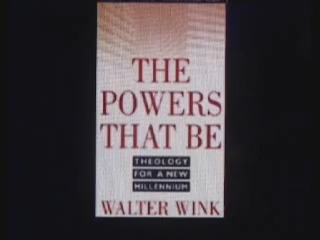 THE
POWERS
THAT BE
THEOLOGY
FOR A NEW
MILLENNIUM
WALTER WINK